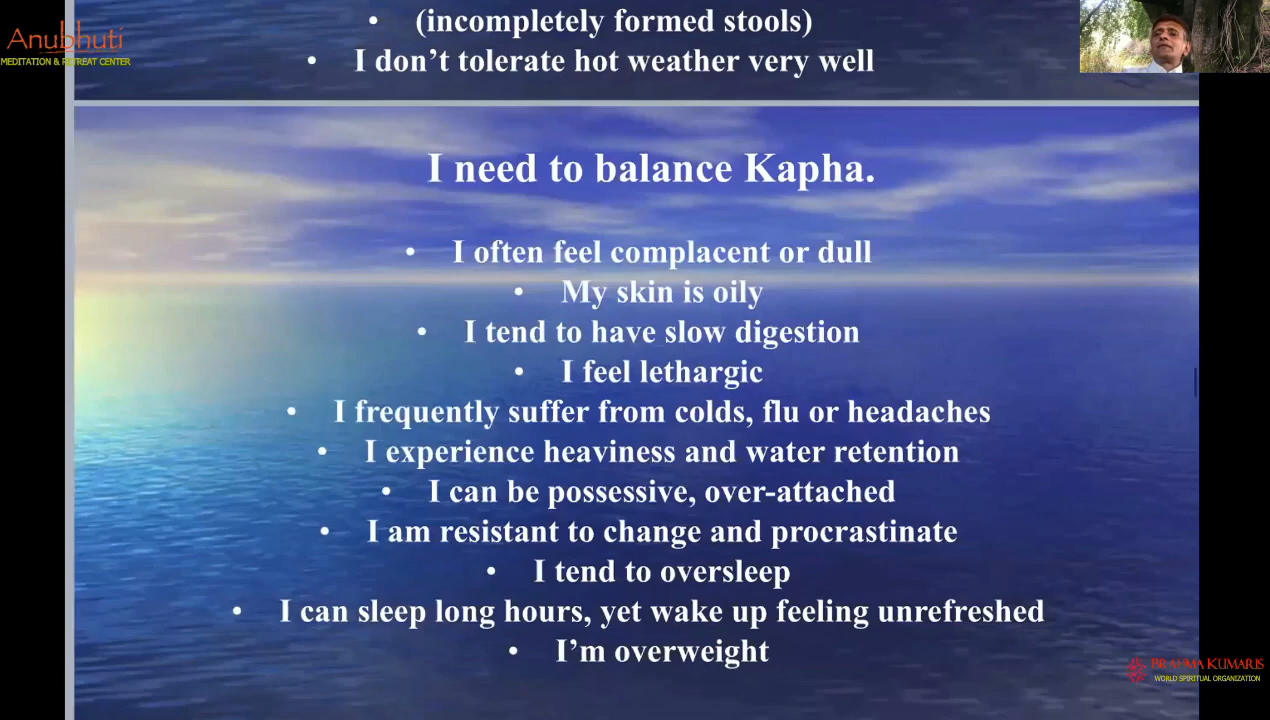 Anubhuti
MEDITATION & RETREAT CENTER
• (incompletely formed stools)
• I don’t tolerate hot weather very well
I need to balance Kapha.
• I often feel complacent or dull
• My skin is oily
• I tend to have slow digestion
• I feel lethargic
• I frequently suffer from colds, flu or headaches
• I experience heaviness and water retention
• I can be possessive, over-attached
• I am resistant to change and procrastinate
• I tend to oversleep
• I can sleep long hours, yet wake up feeling unrefreshed
• I’m overweight
BRAHMA KUMARIS
WORLD SPIRITUAL ORGANIZATION